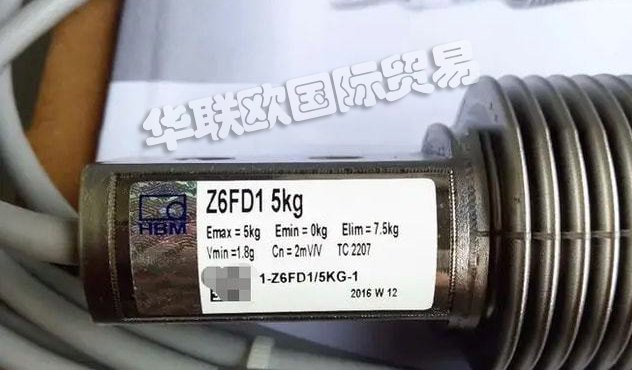 华联欧国际贸易
Z6FD1 5kg
Emax = 5kg Emin = 0kg Elim = 7.5kg
Vmin =1.8g Cn = 2mV/V TC 2207
HBM
1-Z6FD1/5KG-1
2016 W 12